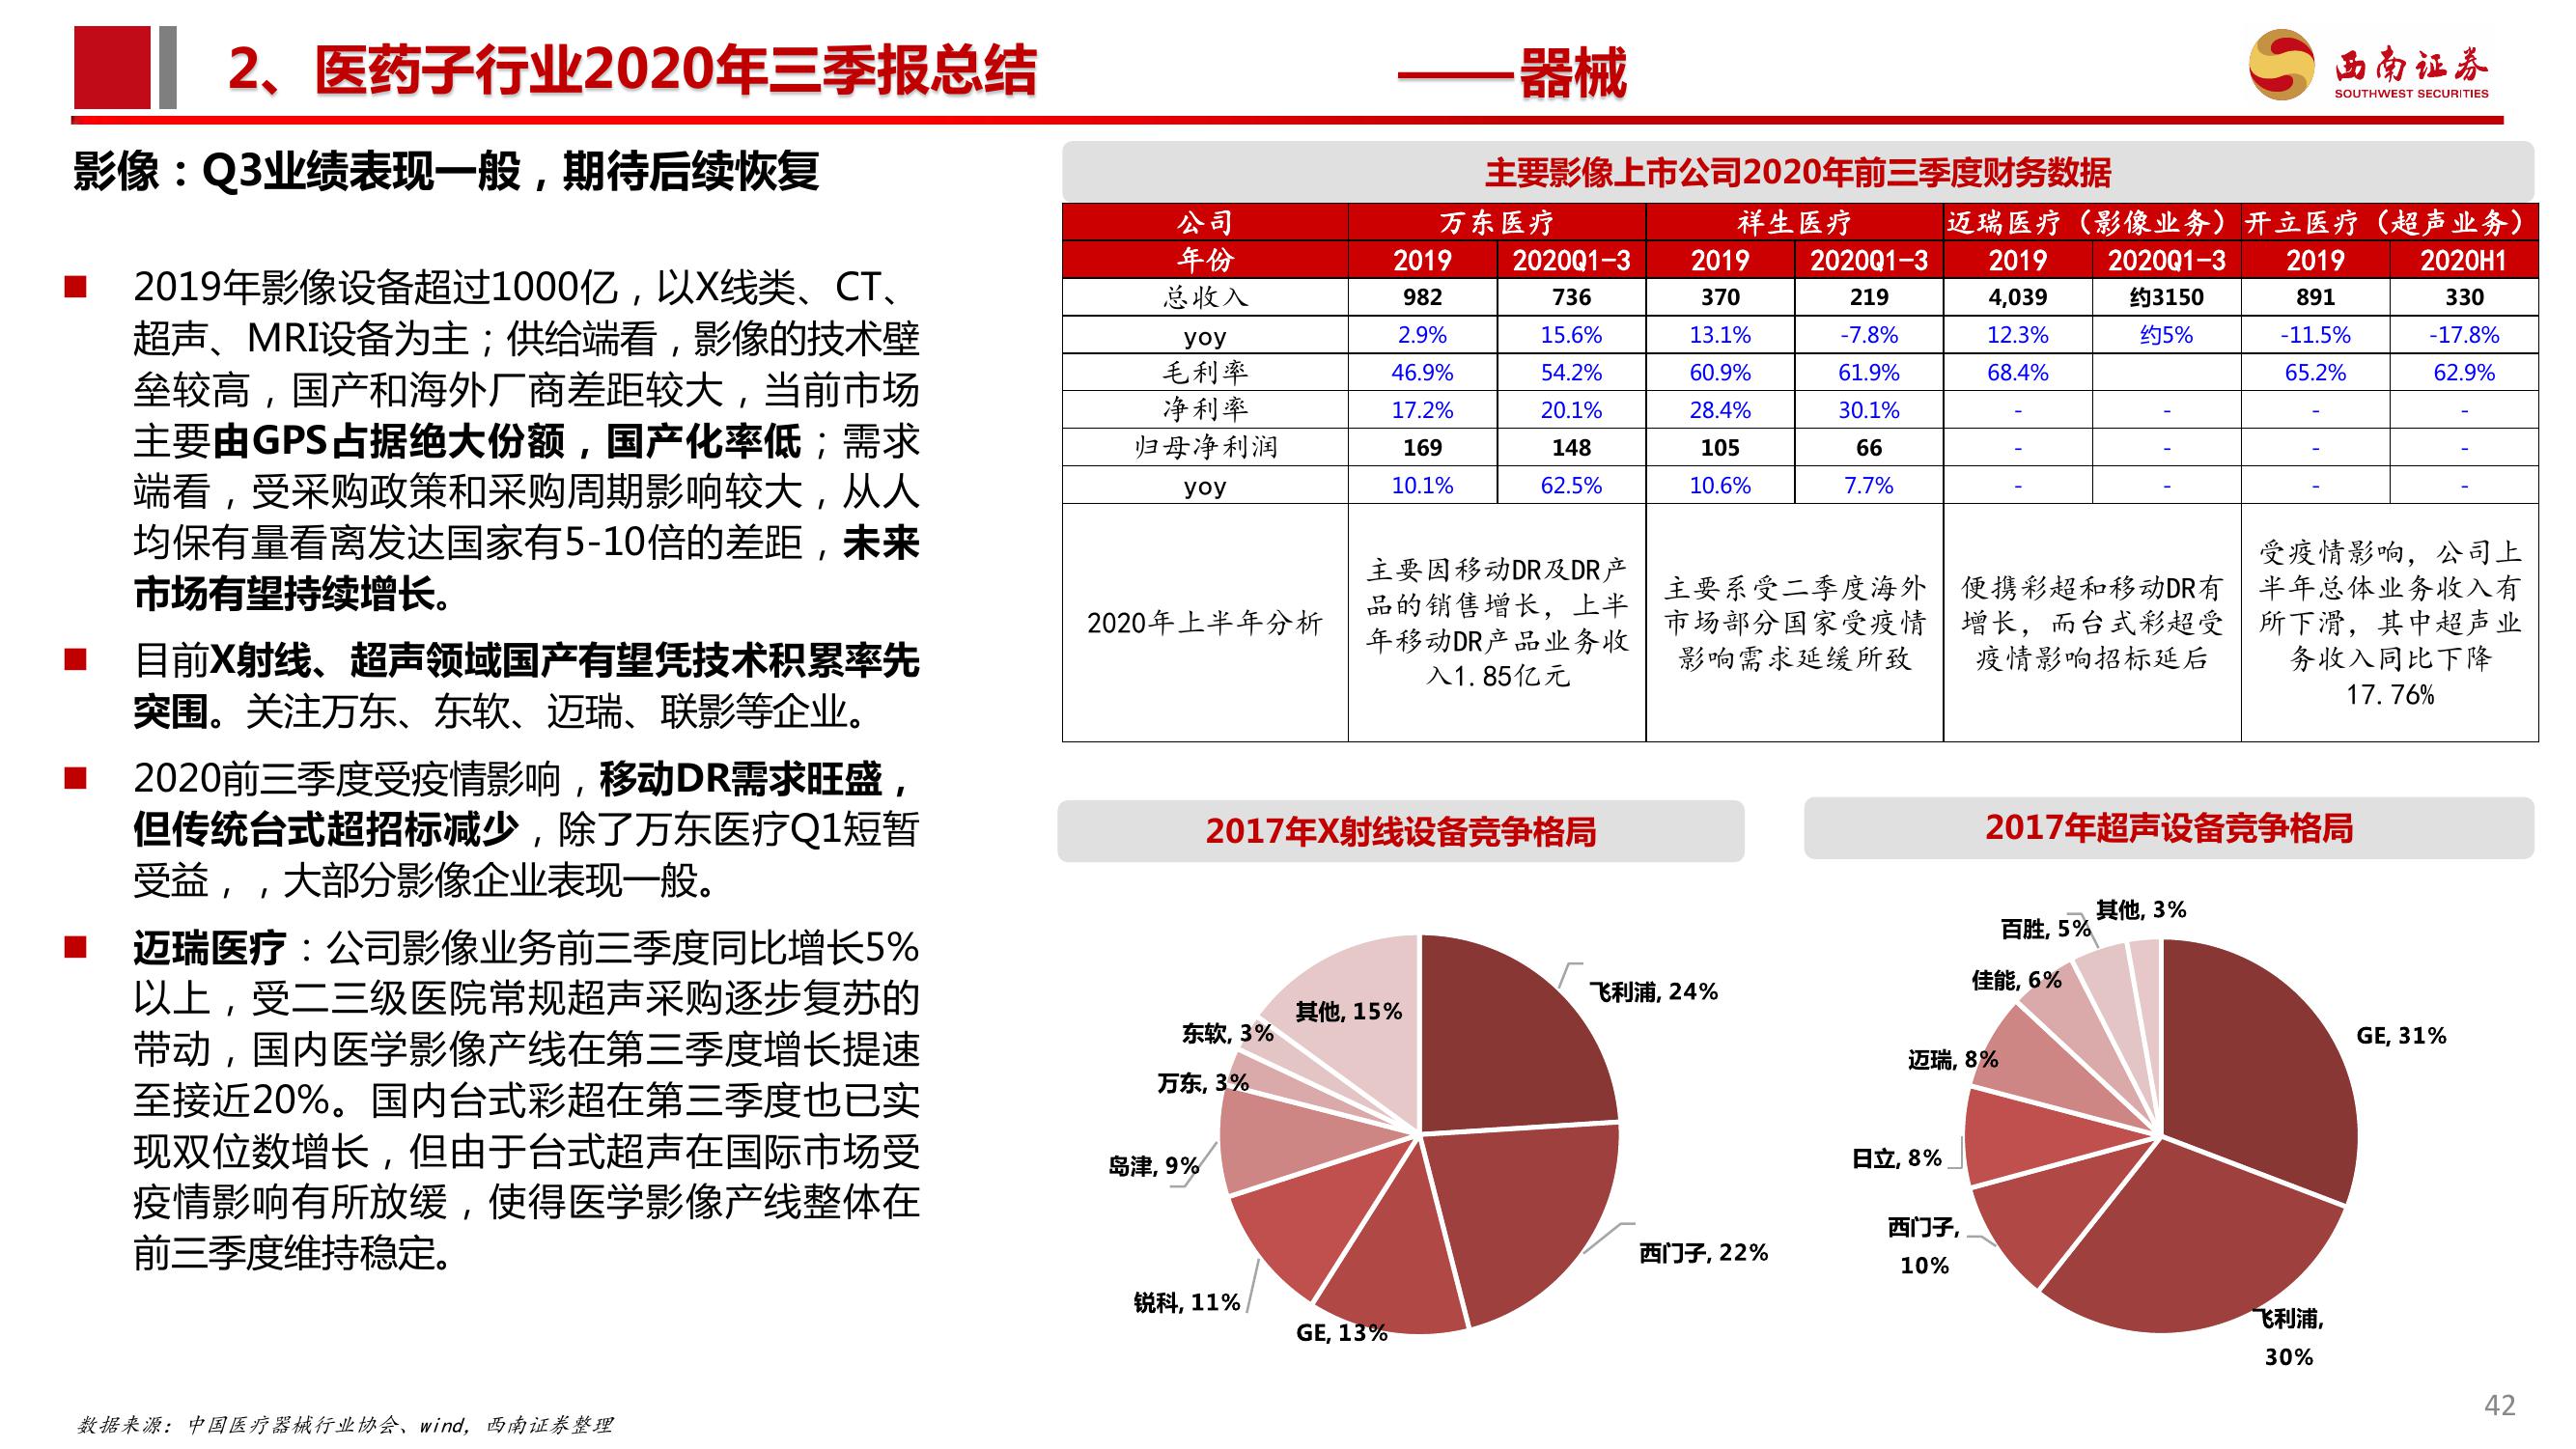 2、医药子行业2020年三季报总结 ——器械
西南证券
SOUTHWEST SECURITIES
影像：Q3业绩表现一般，期待后续恢复
2019年影像设备超过1000亿，以X线类、CT、
超声、MRI设备为主；供给端看，影像的技术壁
垒较高，国产和海外厂商差距较大，当前市场
主要由GPS占据绝大份额，国产化率低；需求
端看，受采购政策和采购周期影响较大，从人
均保有量看离发达国家有5-10倍的差距，未来
市场有望持续增长。
目前X射线、超声领域国产有望凭技术积累率先
突围。关注万东、东软、迈瑞、联影等企业。
2020前三季度受疫情影响，移动DR需求旺盛，
但传统台式超招标减少，除了万东医疗Q1短暂
受益，，大部分影像企业表现一般。
迈瑞医疗：公司影像业务前三季度同比增长5%
以上，受二三级医院常规超声采购逐步复苏的
带动，国内医学影像产线在第三季度增长提速
至接近20%。国内台式彩超在第三季度也已实
现双位数增长，但由于台式超声在国际市场受
疫情影响有所放缓，使得医学影像产线整体在
前三季度维持稳定。
主要影像上市公司2020年前三季度财务数据
公司 万东医疗 祥生医疗 迈瑞医疗（影像业务） 开立医疗（超声业务）
年份 2019 2020Q1-3 2019 2020Q1-3 2019 2020Q1-3 2019 2020H1
总收入 982 736 370 219 4,039 约3150 891 330
yoy 2.9% 15.6% 13.1% -7.8% 12.3% 约5% -11.5% -17.8%
毛利率 46.9% 54.2% 60.9% 61.9% 68.4% 65.2% 62.9%
净利率 17.2% 20.1% 28.4% 30.1% - - - -
归母净利润 169 148 105 66 - - - -
yoy 10.1% 62.5% 10.6% 7.7% - - - -
2020年上半年分析
主要因移动DR及DR产
品的销售增长，上半
年移动DR产品业务收
入1.85亿元
主要系受二季度海外
市场部分国家受疫情
影响需求延缓所致
便携彩超和移动DR有
增长，而台式彩超受
疫情影响招标延后
受疫情影响，公司上
半年总体业务收入有
所下滑，其中超声业
务收入同比下降
17.76%
2017年X射线设备竞争格局
飞利浦, 24%
西门子, 22%
GE, 13%
锐科, 11%
岛津, 9%
万东, 3%
东软, 3%
其他, 15%
2017年超声设备竞争格局
GE, 31%
飞利浦,
30%
西门子,
10%
日立, 8%
迈瑞, 8%
佳能, 6%
百胜, 5%
其他, 3%
数据来源：中国医疗器械行业协会、wind，西南证券整理
42